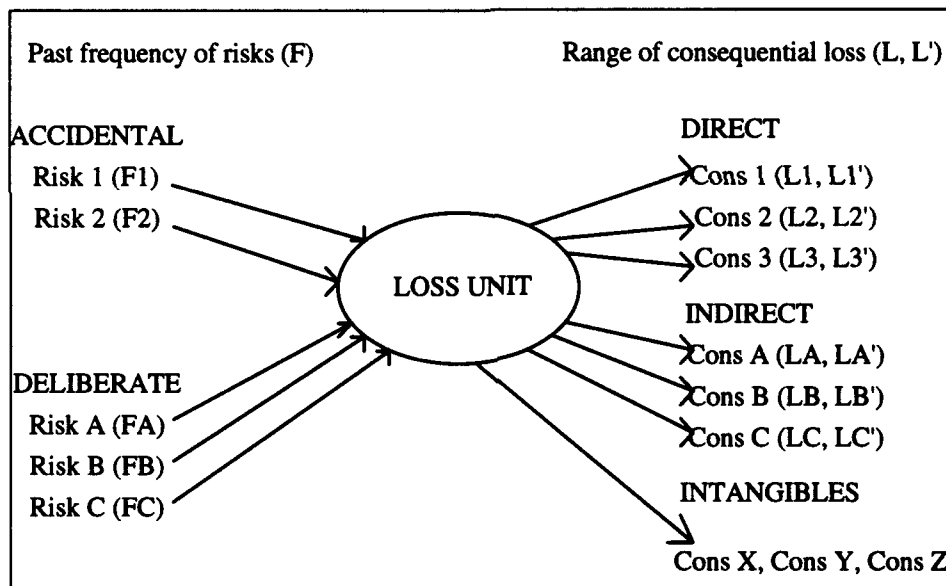 Past frequency of risks (F)
Range of consequential loss (L, L')
ACCIDENTAL
Risk 1 (F1)
Risk 2 (F2)
DELIBERATE
Risk A (FA)
Risk B (FB)
Risk C (FC)
LOSS UNIT
DIRECT
Cons 1 (L1, L1')
Cons 2 (L2, L2')
Cons 3 (L3, L3')
INDIRECT
Cons A (LA, LA')
Cons B (LB, LB')
Cons C (LC, LC')
INTANGIBLES
Cons X, Cons Y, Cons Z